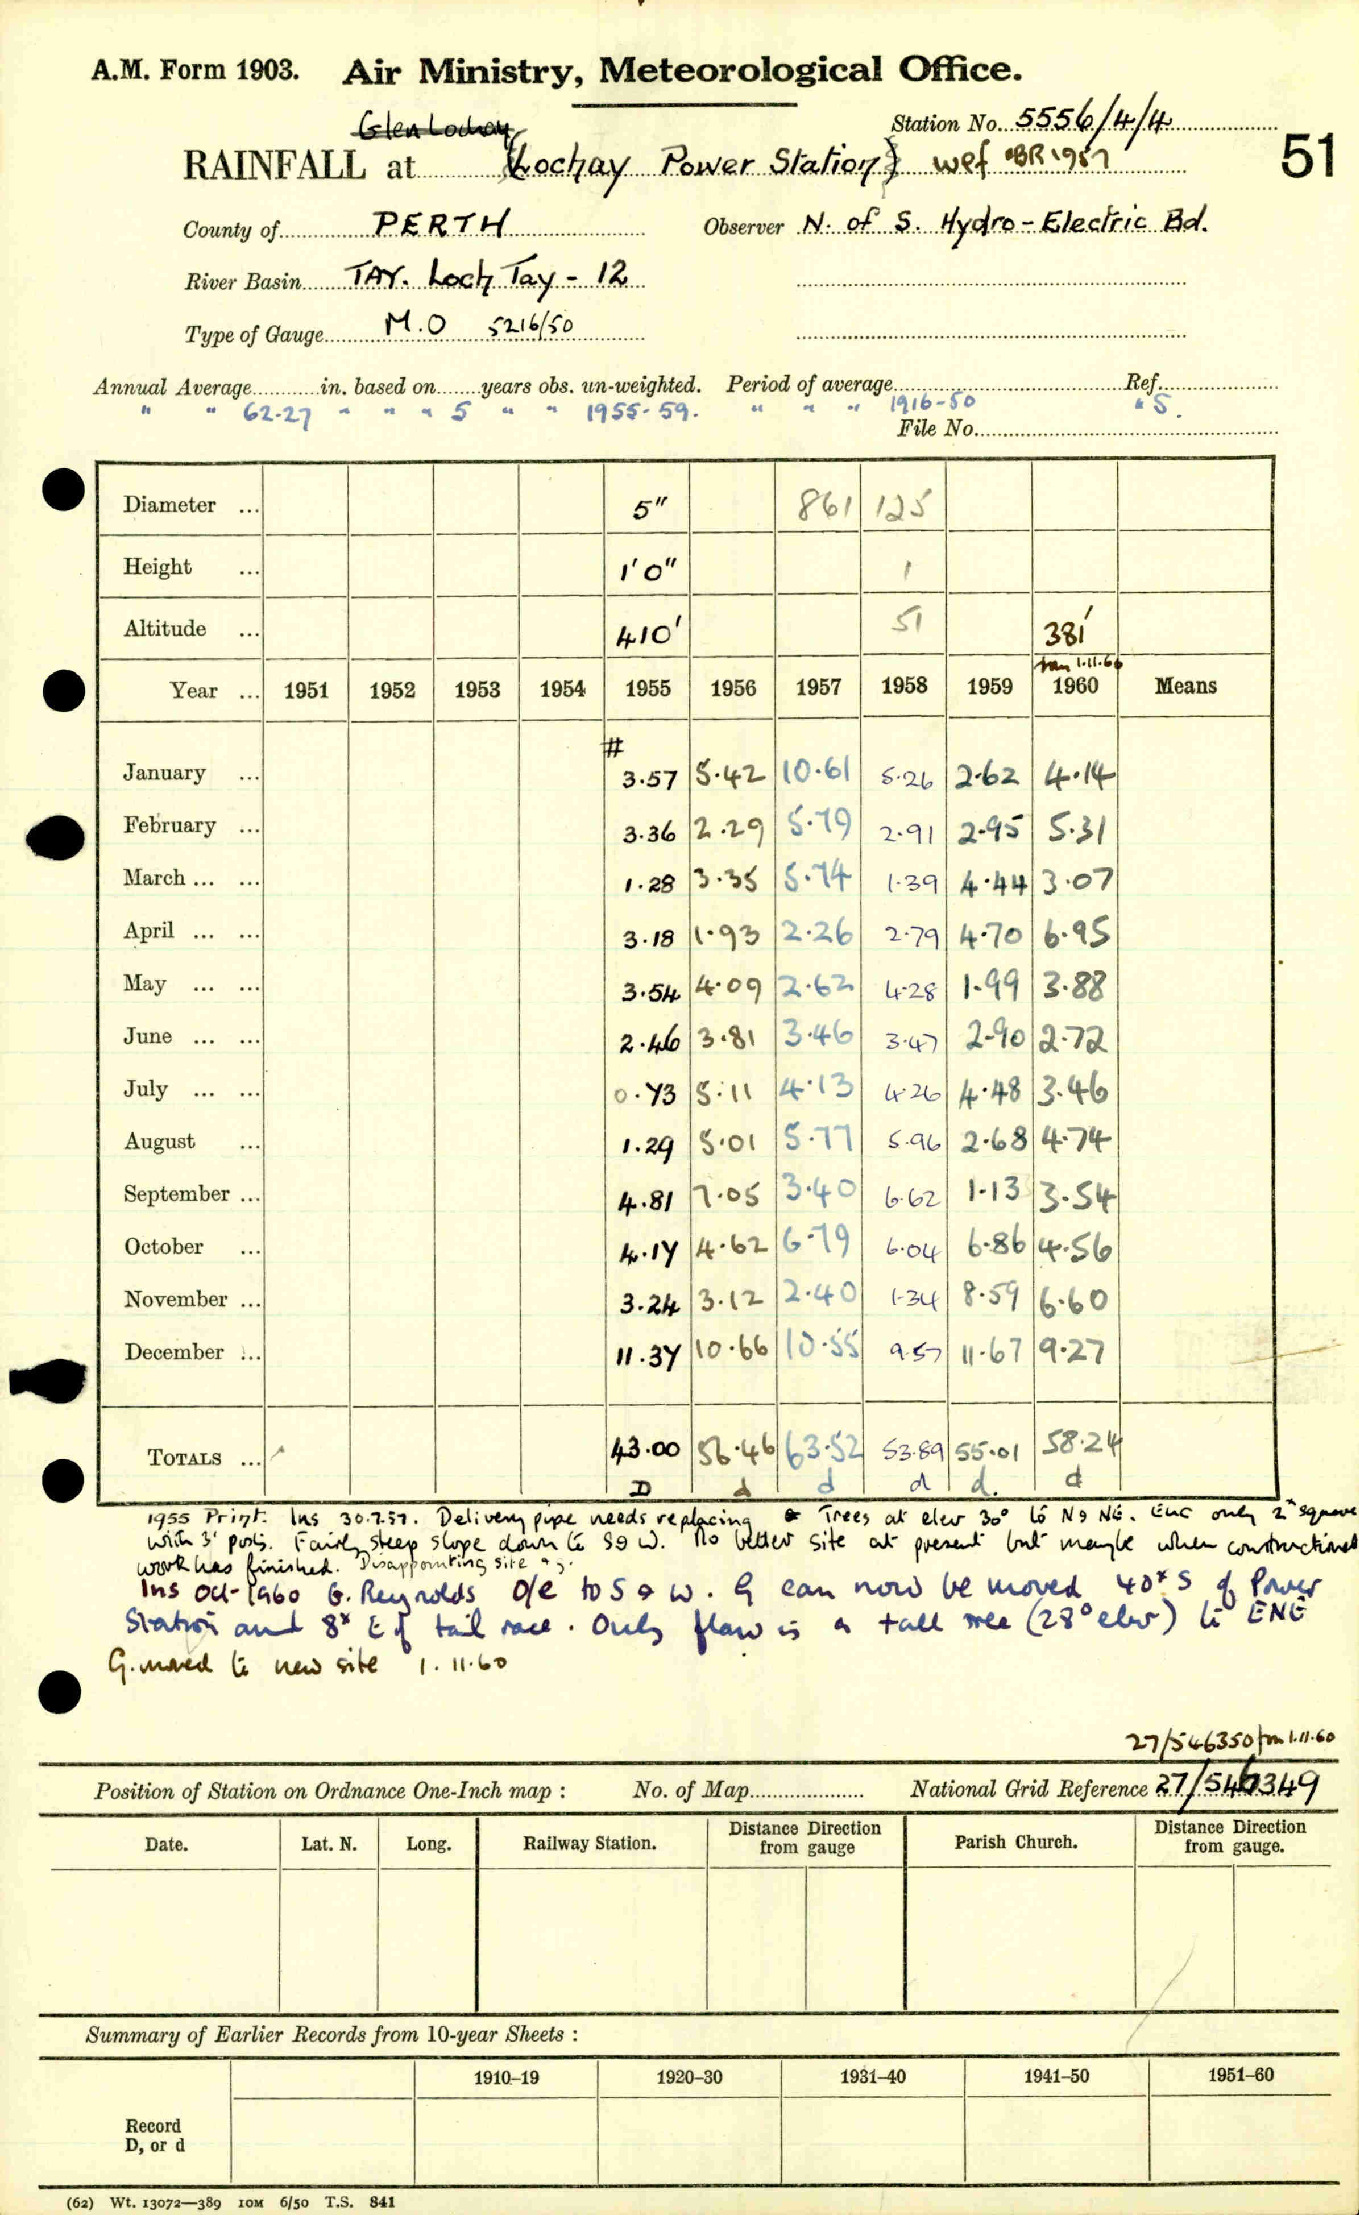 A.M. Form 1903. Air Ministry, Meteorological Office.
Glen Lochay
Station No. 5556/4/4
51
RAINFALL at (Lochay Power Station) wef BR 1957
County of PERTH Observer N. of S. Hydro-Electric Bd.
River Basin TAY. Loch Tay - 12
Type of Gauge M.O 5216/50
Annual Average in. based on years obs. un-weighted. Period of average Ref.
" " 62.27 " " " 5 " " 1955-59. " " " 1916-50 "S.
File No.
Diameter ... 5" 861 125
Height ... 1'0" 1
Altitude ... 410' 51 381'
from 1.11.60
Year ... 1951 1952 1953 1954 1955 1956 1957 1958 1959 1960 Means
#
January ... 3.57 5.42 10.61 5.26 2.62 4.14
February ... 3.36 2.29 5.79 2.91 2.95 5.31
March ... ... 1.28 3.35 5.74 1.39 4.44 3.07
April ... ... 3.18 1.93 2.26 2.79 4.70 6.95
May ... ... 3.54 4.09 2.62 4.28 1.99 3.88
June ... ... 2.46 3.81 3.46 3.47 2.90 2.72
July ... ... 0.73 5.11 4.13 4.26 4.48 3.46
August ... 1.29 5.01 5.77 5.96 2.68 4.74
September ... 4.81 7.05 3.40 6.62 1.13 3.54
October ... 4.17 4.62 6.79 6.04 6.86 4.56
November ... 3.24 3.12 2.40 1.34 8.59 6.60
December ... 11.37 10.66 10.55 9.57 11.67 9.27
TOTALS ... 43.00 56.46 63.52 53.89 55.01 58.24
D d d d d. d
1955 Print. Ins 30.7.57. Delivery pipe needs replacing Trees at elev 30° to N & NE. Enc only 2" square
with 3' posts. Fairly steep slope down to S & W. No better site at present but maybe when constructional
work has finished. Disappointing site
Ins Oct 1960 G. Reynolds O/e to S & W. G can now be moved 40x S of Power
Station and 8x E of tail race. Only flaw is a tall tree (28° elev) to ENE
G. moved to new site 1.11.60
27/546350 from 1.11.60
Position of Station on Ordnance One-Inch map : No. of Map National Grid Reference 27/546349
Date. Lat. N. Long. Railway Station. Distance Direction from gauge Parish Church. Distance Direction from gauge.
Summary of Earlier Records from 10-year Sheets :
1910-19 1920-30 1931-40 1941-50 1951-60
Record
D, or d
(62) Wt. 13072—389 10M 6/50 T.S. 841